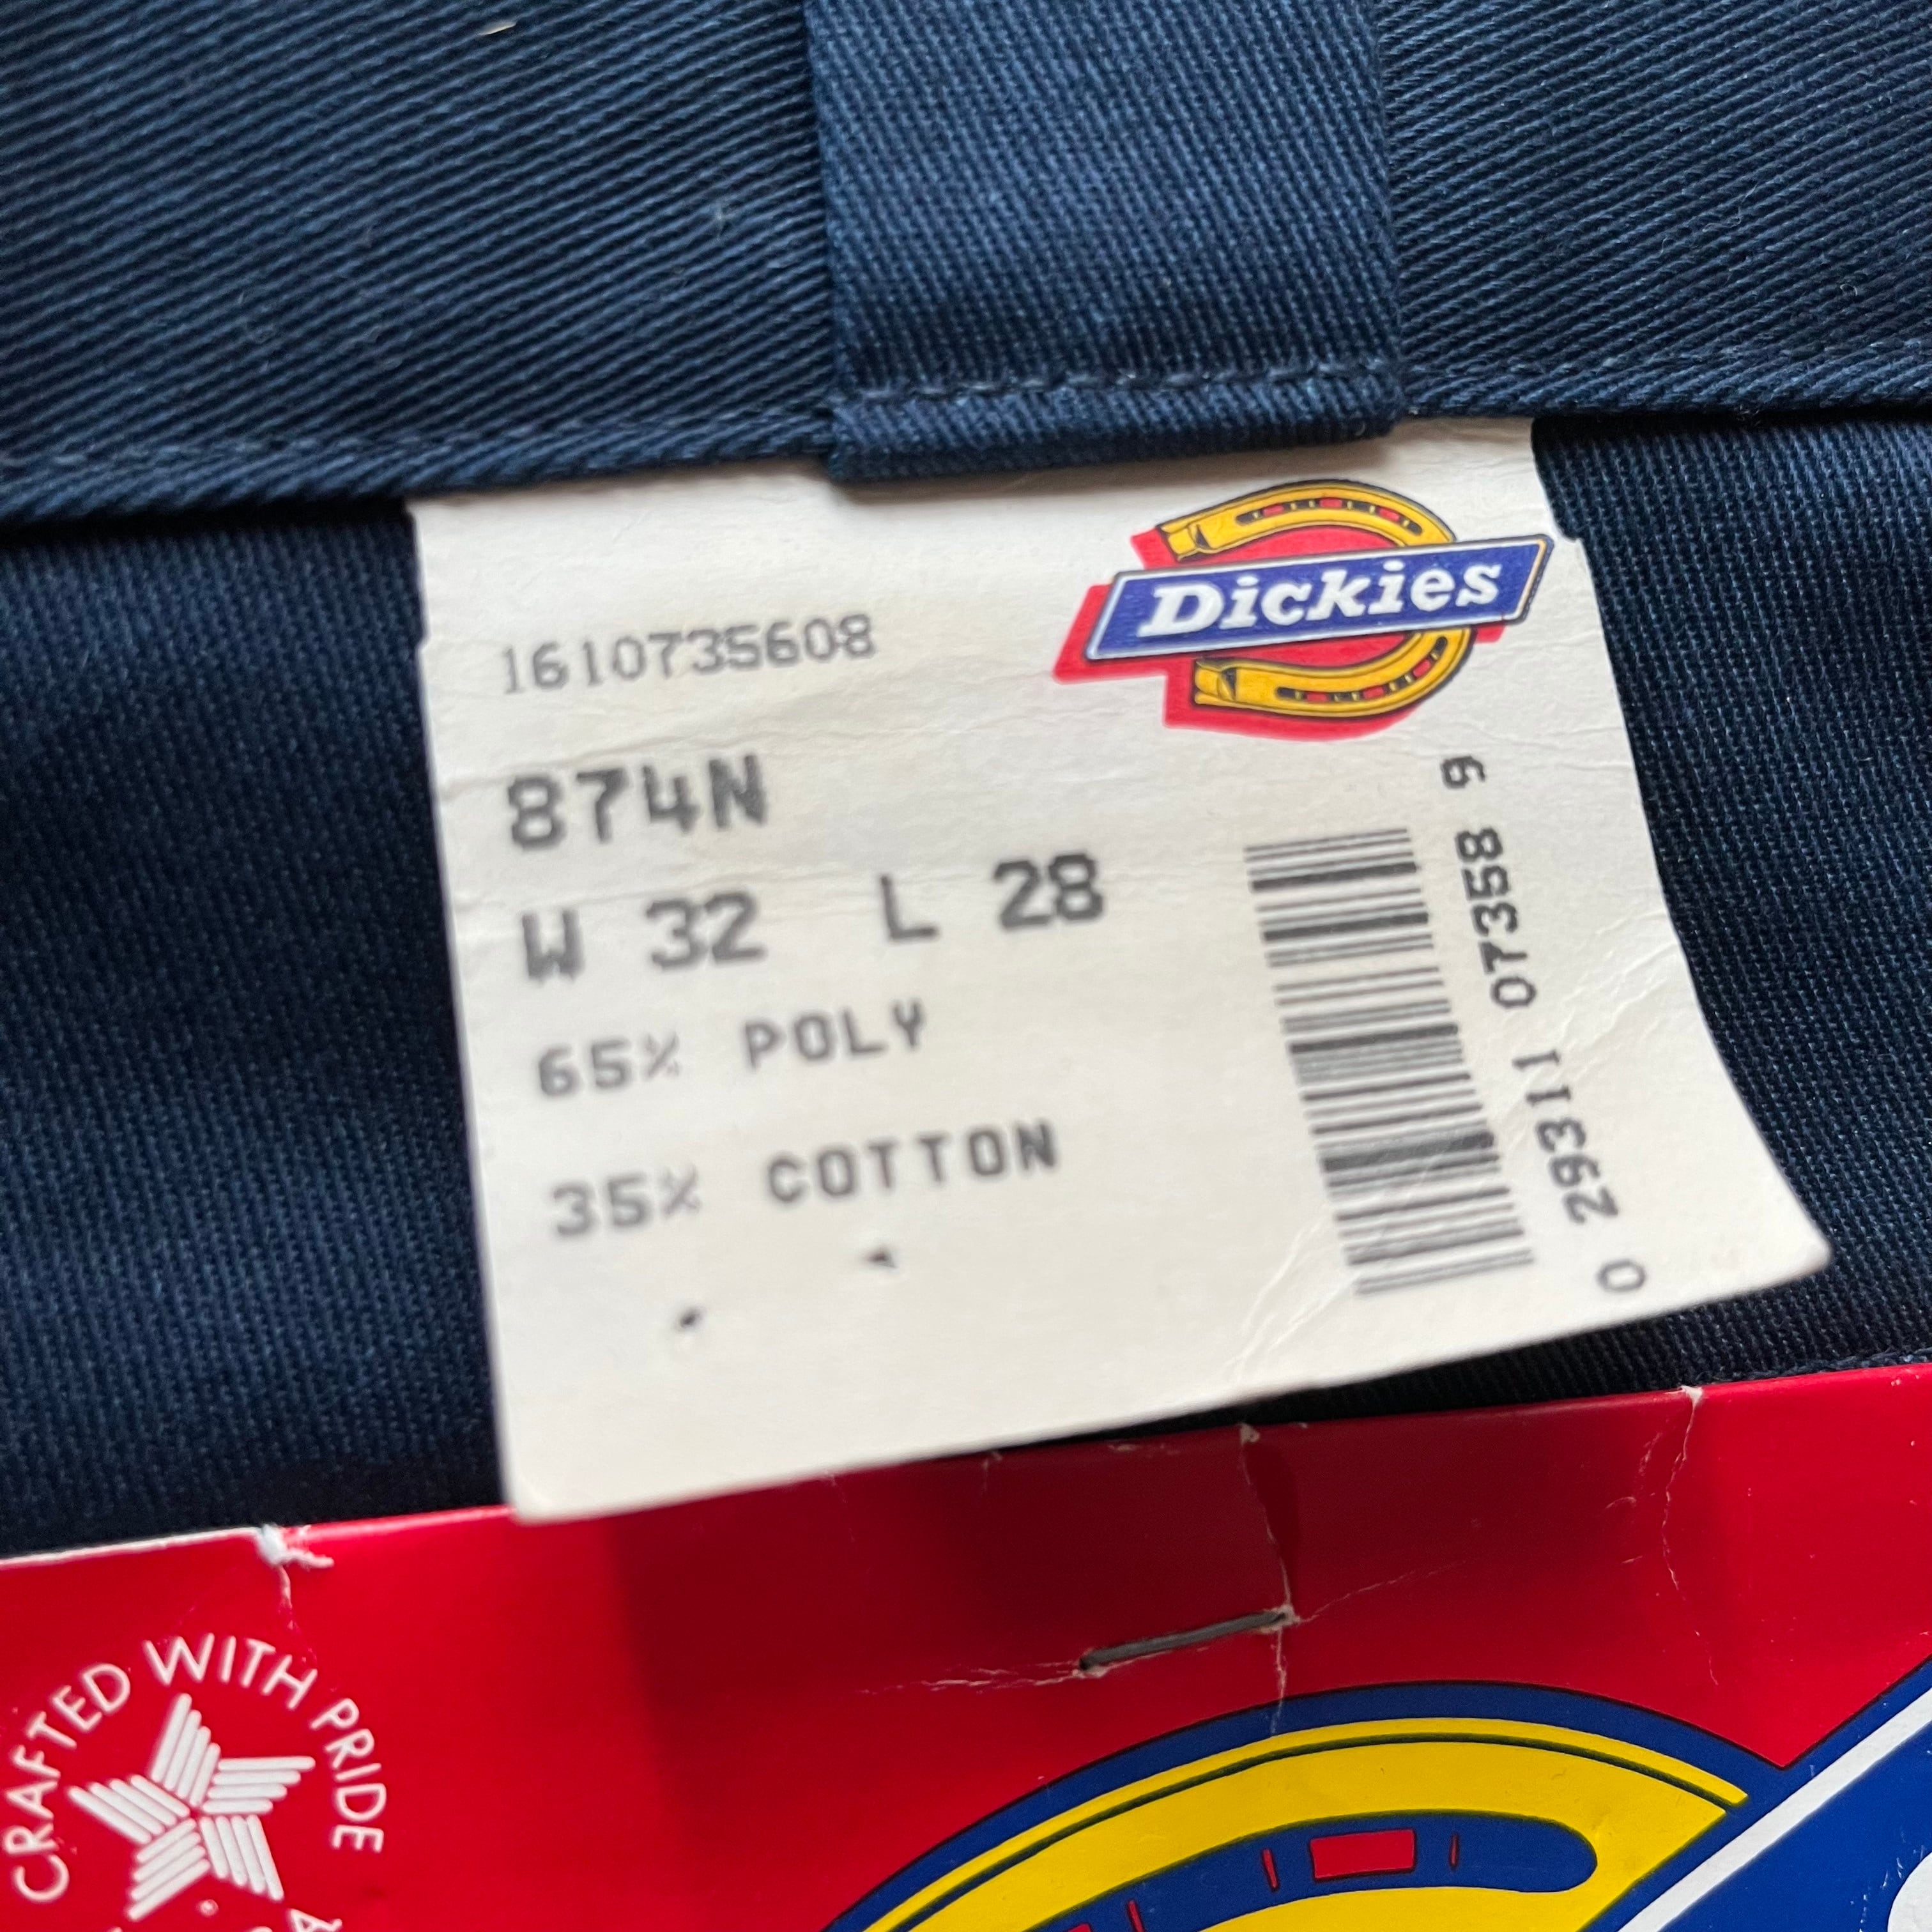 Dickies
1610735608
874N
W 32 L 28
65% POLY
35% COTTON
0 29311 07358 9
CRAFTED WITH PRIDE